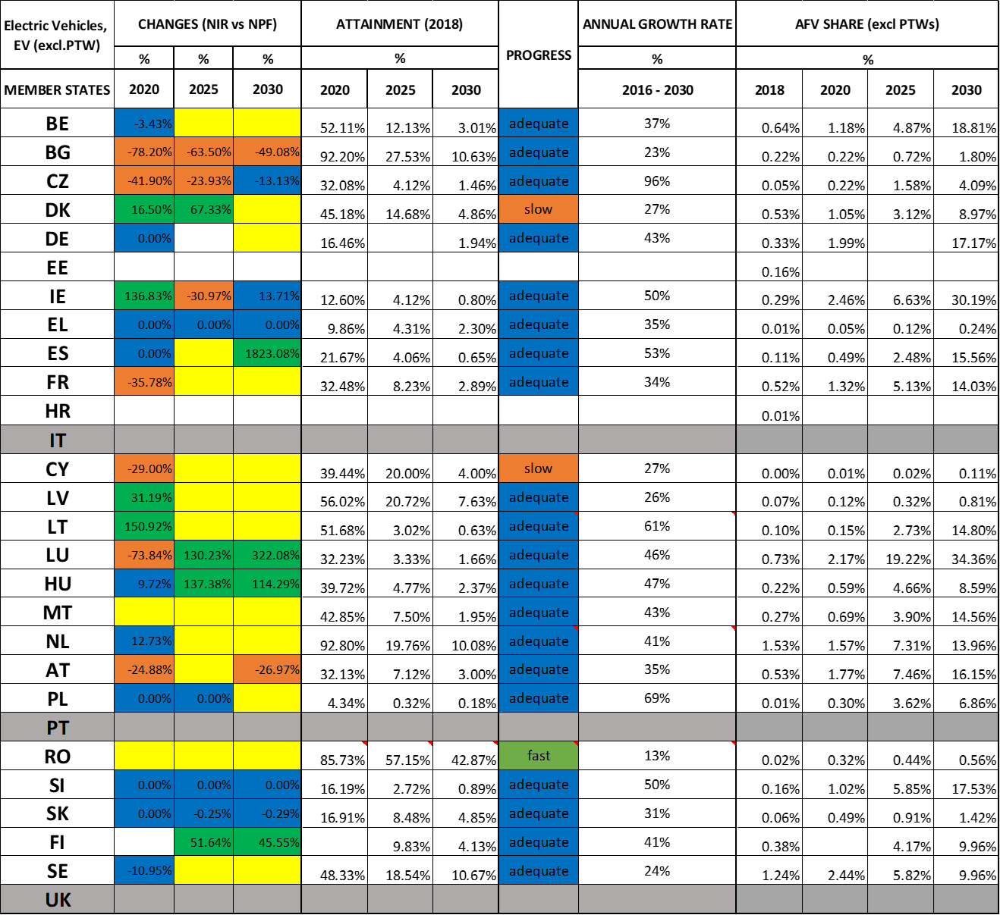 Electric Vehicles, EV (excl.PTW) CHANGES (NIR vs NPF) ATTAINMENT (2018) PROGRESS ANNUAL GROWTH RATE AFV SHARE (excl PTWs)
% % % % % %
MEMBER STATES 2020 2025 2030 2020 2025 2030 2016 - 2030 2018 2020 2025 2030
BE -3.43% 52.11% 12.13% 3.01% adequate 37% 0.64% 1.18% 4.87% 18.81%
BG -78.20% -63.50% -49.08% 92.20% 27.53% 10.63% adequate 23% 0.22% 0.22% 0.72% 1.80%
CZ -41.90% -23.93% -13.13% 32.08% 4.12% 1.46% adequate 96% 0.05% 0.22% 1.58% 4.09%
DK 16.50% 67.33% 45.18% 14.68% 4.86% slow 27% 0.53% 1.05% 3.12% 8.97%
DE 0.00% 16.46% 1.94% adequate 43% 0.33% 1.99% 17.17%
EE 0.16%
IE 136.83% -30.97% 13.71% 12.60% 4.12% 0.80% adequate 50% 0.29% 2.46% 6.63% 30.19%
EL 0.00% 0.00% 0.00% 9.86% 4.31% 2.30% adequate 35% 0.01% 0.05% 0.12% 0.24%
ES 0.00% 1823.08% 21.67% 4.06% 0.65% adequate 53% 0.11% 0.49% 2.48% 15.56%
FR -35.78% 32.48% 8.23% 2.89% adequate 34% 0.52% 1.32% 5.13% 14.03%
HR 0.01%
IT
CY -29.00% 39.44% 20.00% 4.00% slow 27% 0.00% 0.01% 0.02% 0.11%
LV 31.19% 56.02% 20.72% 7.63% adequate 26% 0.07% 0.12% 0.32% 0.81%
LT 150.92% 51.68% 3.02% 0.63% adequate 61% 0.10% 0.15% 2.73% 14.80%
LU -73.84% 130.23% 322.08% 32.23% 3.33% 1.66% adequate 46% 0.73% 2.17% 19.22% 34.36%
HU 9.72% 137.38% 114.29% 39.72% 4.77% 2.37% adequate 47% 0.22% 0.59% 4.66% 8.59%
MT 42.85% 7.50% 1.95% adequate 43% 0.27% 0.69% 3.90% 14.56%
NL 12.73% 92.80% 19.76% 10.08% adequate 41% 1.53% 1.57% 7.31% 13.96%
AT -24.88% -26.97% 32.13% 7.12% 3.00% adequate 35% 0.53% 1.77% 7.46% 16.15%
PL 0.00% 0.00% 4.34% 0.32% 0.18% adequate 69% 0.01% 0.30% 3.62% 6.86%
PT
RO 85.73% 57.15% 42.87% fast 13% 0.02% 0.32% 0.44% 0.56%
SI 0.00% 0.00% 0.00% 16.19% 2.72% 0.89% adequate 50% 0.16% 1.02% 5.85% 17.53%
SK 0.00% -0.25% -0.29% 16.91% 8.48% 4.85% adequate 31% 0.06% 0.49% 0.91% 1.42%
FI 51.64% 45.55% 9.83% 4.13% adequate 41% 0.38% 4.17% 9.96%
SE -10.95% 48.33% 18.54% 10.67% adequate 24% 1.24% 2.44% 5.82% 9.96%
UK